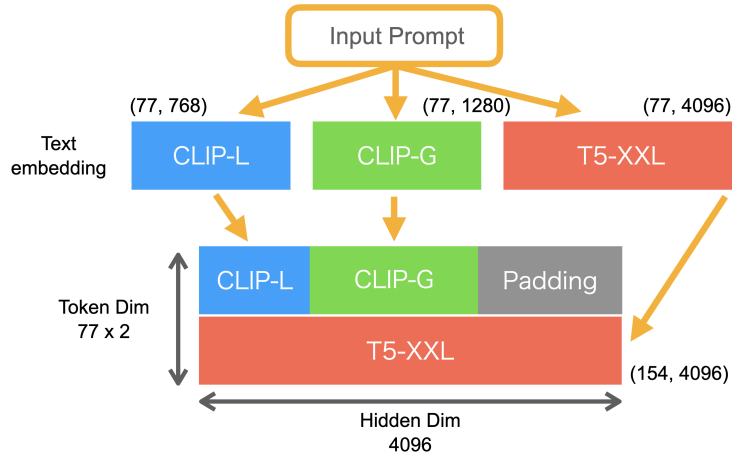 Input Prompt
(77, 768)
(77, 1280)
(77, 4096)
Text
embedding
CLIP-L
CLIP-G
T5-XXL
CLIP-L
CLIP-G
Padding
Token Dim
77 x 2
T5-XXL
(154, 4096)
Hidden Dim
4096